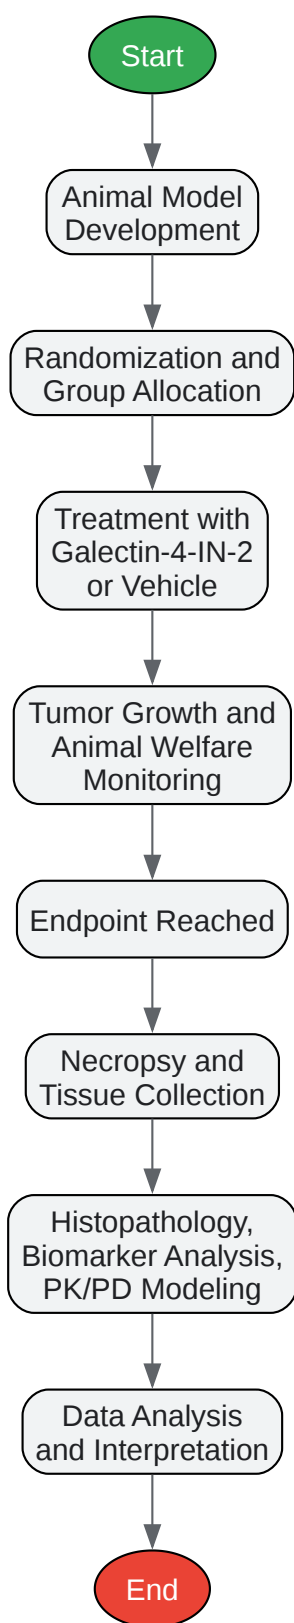 Start
Animal Model
Development
Randomization and
Group Allocation
Treatment with
Galectin-4-IN-2
or Vehicle
Tumor Growth and
Animal Welfare
Monitoring
Endpoint Reached
Necropsy and
Tissue Collection
Histopathology,
Biomarker Analysis,
PK/PD Modeling
Data Analysis
and Interpretation
End